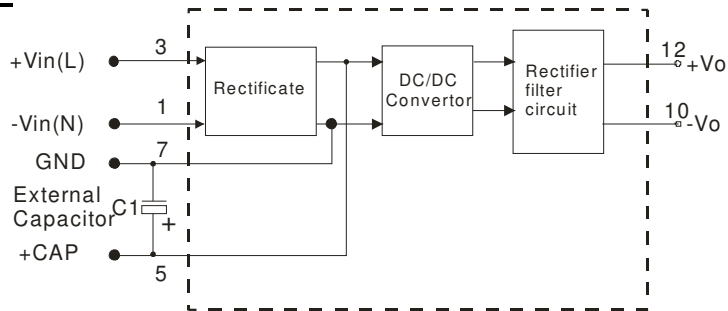 +Vin(L)
3
-Vin(N)
1
GND
7
External
Capacitor
C1
+
+CAP
5
Rectificate
DC/DC
Convertor
Rectifier
filter
circuit
12
+Vo
10
-Vo